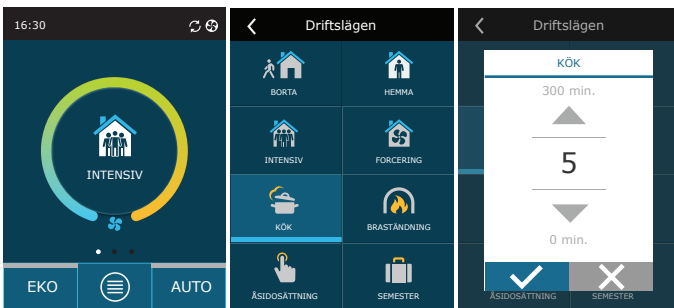 16:30
INTENSIV
EKO
AUTO
Driftslägen
BORTA
HEMMA
INTENSIV
FORCERING
KÖK
BRASTÄNDNING
ÅSIDOSÄTTNING
SEMESTER
Driftslägen
KÖK
300 min.
5
0 min.
ÅSIDOSÄTTNING
SEMESTER